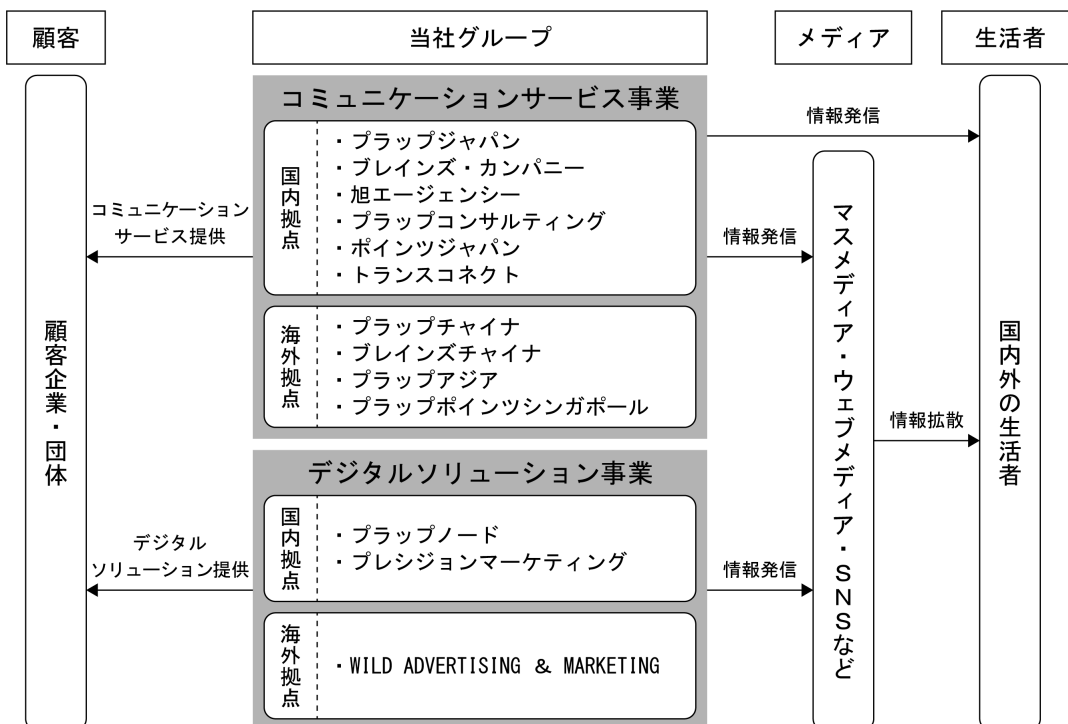 顧客
当社グループ
メディア
生活者
コミュニケーションサービス事業
国内拠点
・プラップジャパン
・ブレインズ・カンパニー
・旭エージェンシー
・プラップコンサルティング
・ポインツジャパン
・トランスコネクト
海外拠点
・プラップチャイナ
・ブレインズチャイナ
・プラップアジア
・プラップポインツシンガポール
デジタルソリューション事業
国内拠点
・プラップノード
・プレシジョンマーケティング
海外拠点
・WILD ADVERTISING & MARKETING
コミュニケーション
サービス提供
デジタル
ソリューション提供
顧客企業・団体
情報発信
情報発信
情報発信
マスメディア・ウェブメディア・SNSなど
情報拡散
国内外の生活者